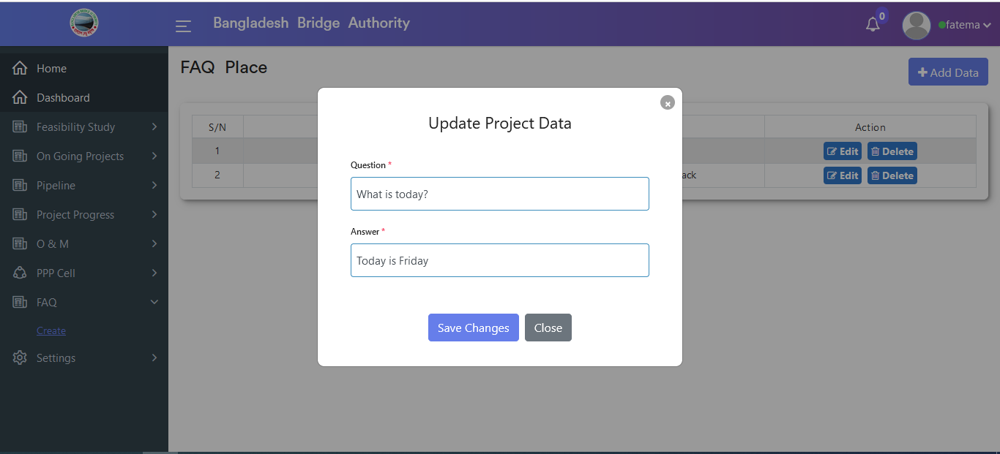 Bangladesh Bridge Authority
0
fatema
Home
Dashboard
Feasibility Study
On Going Projects
Pipeline
Project Progress
O & M
PPP Cell
FAQ
Create
Settings
FAQ Place
Add Data
S/N
Action
1
Edit
Delete
2
ack
Edit
Delete
Update Project Data
Question *
What is today?
Answer *
Today is Friday
Save Changes
Close